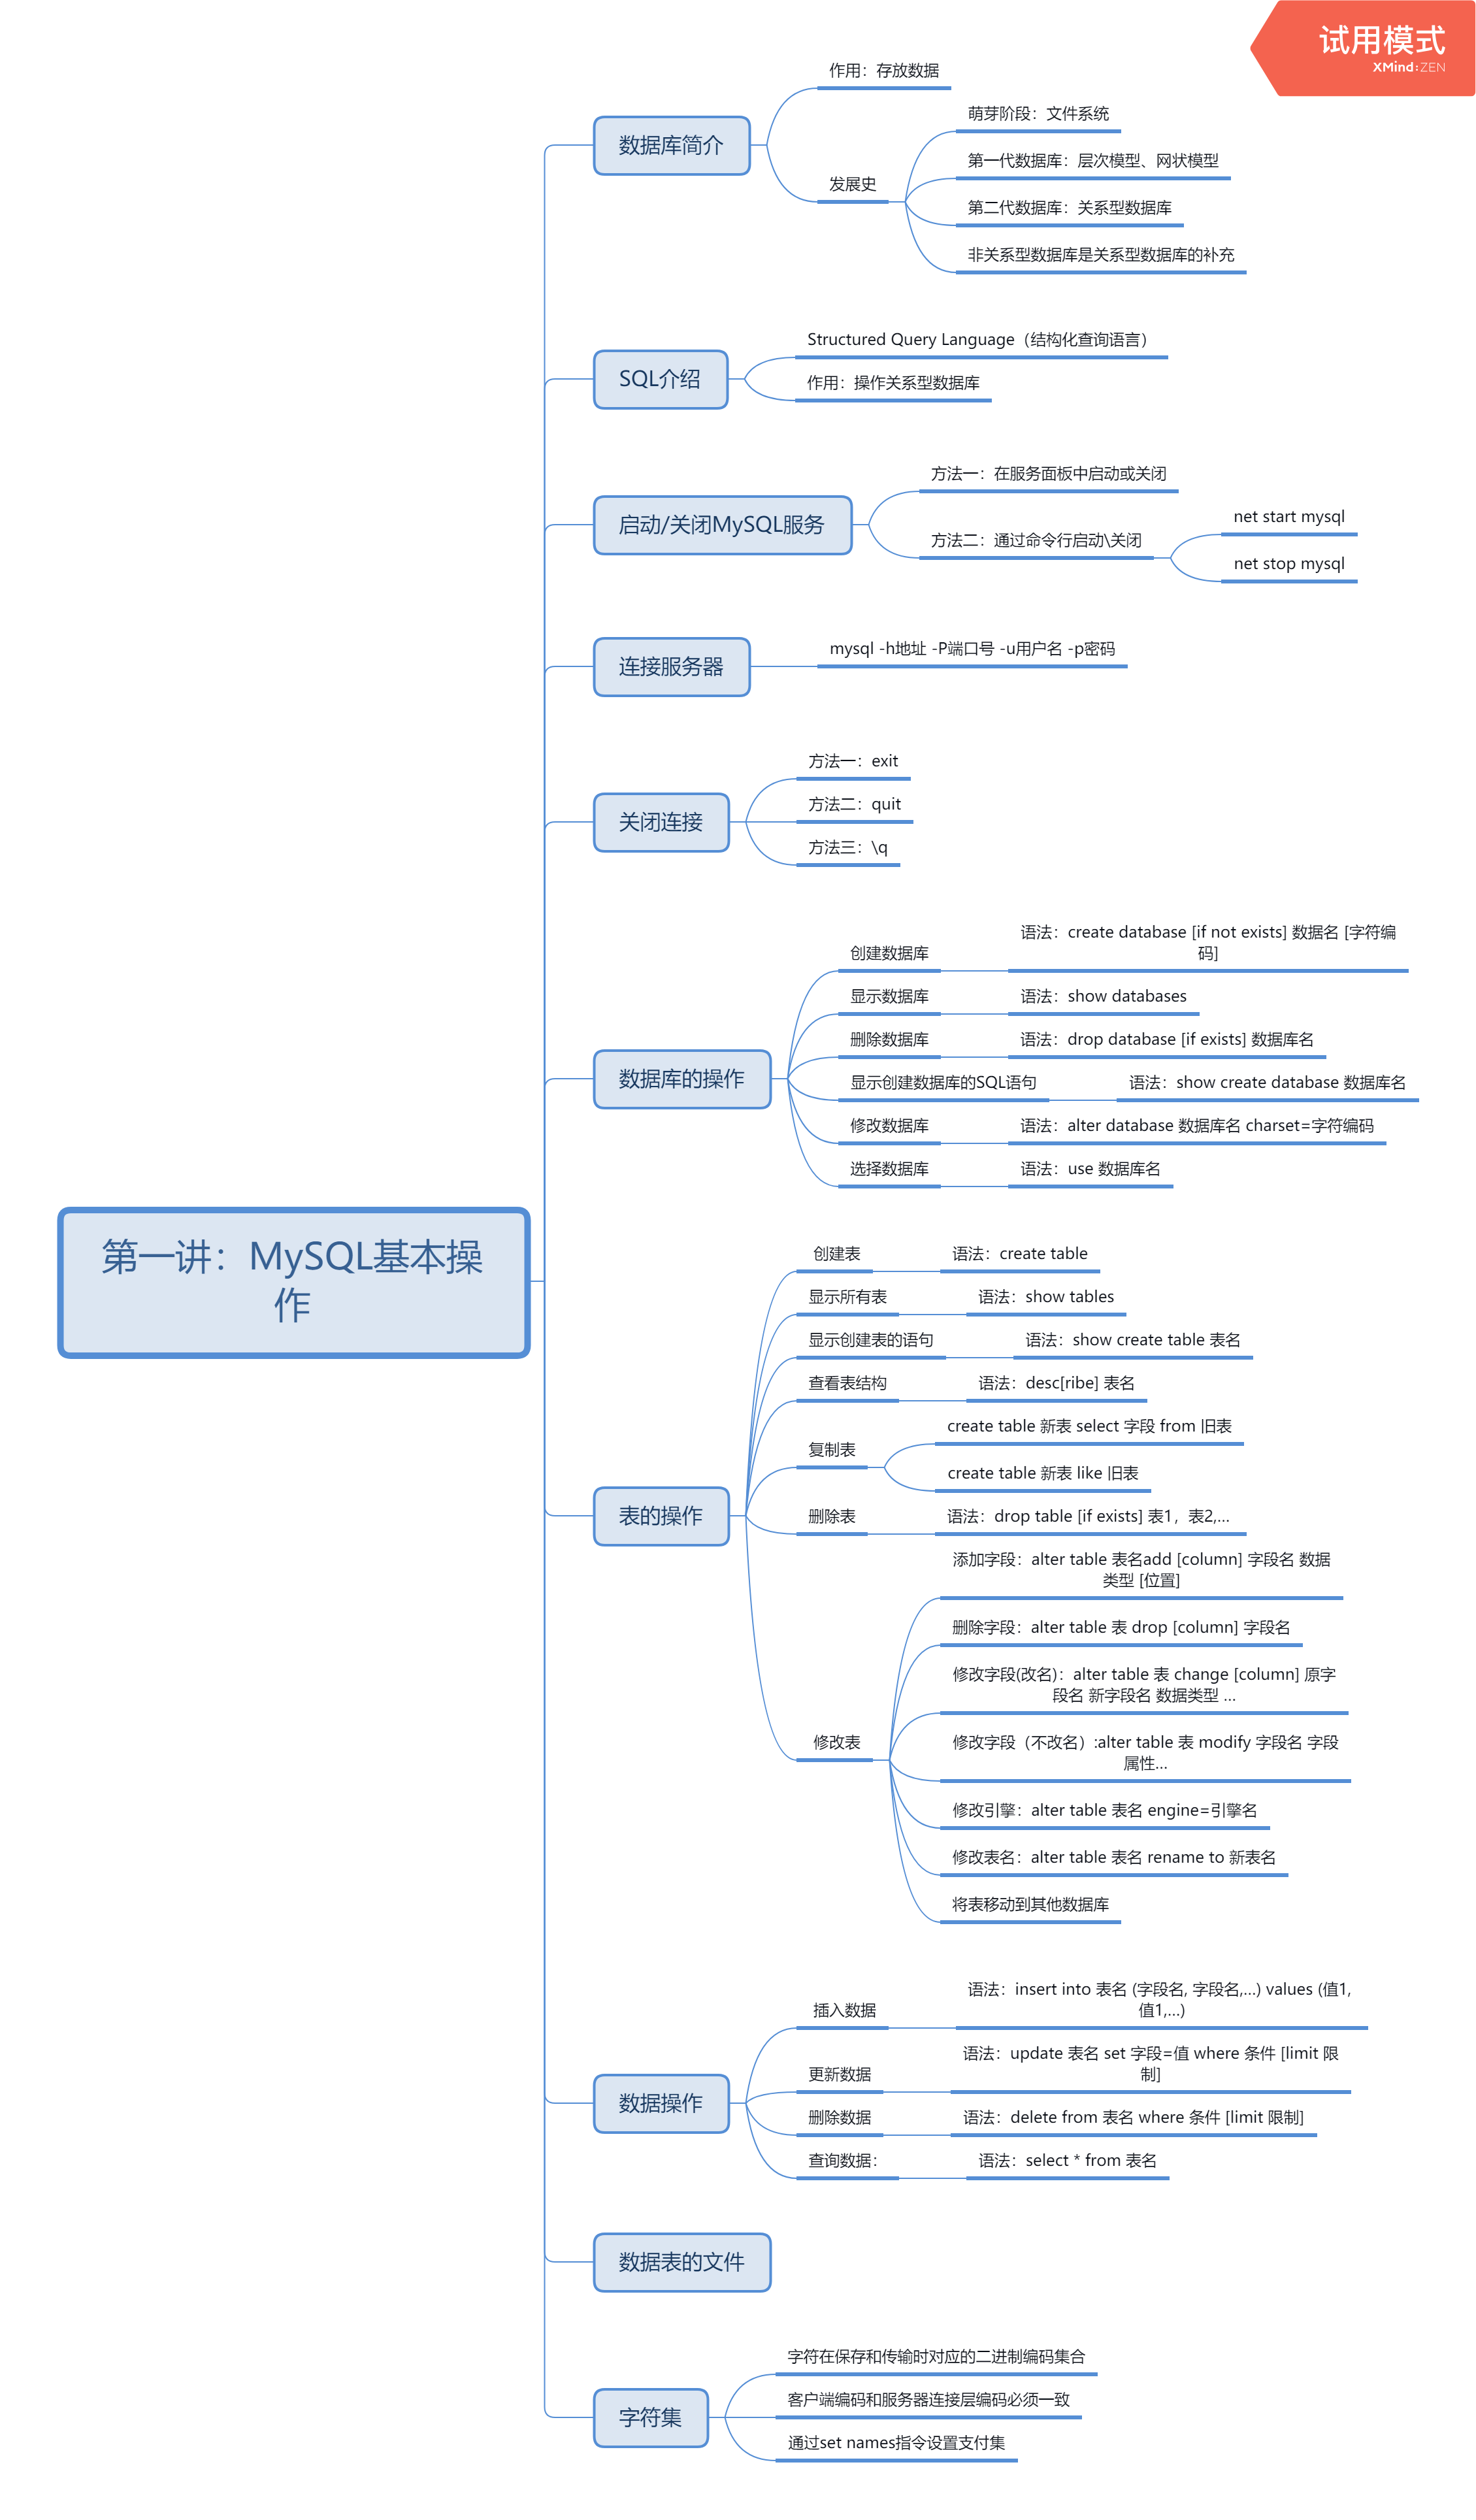 试用模式
XMind:ZEN
第一讲：MySQL基本操
作
数据库简介
作用：存放数据
发展史
萌芽阶段：文件系统
第一代数据库：层次模型、网状模型
第二代数据库：关系型数据库
非关系型数据库是关系型数据库的补充
SQL介绍
Structured Query Language（结构化查询语言）
作用：操作关系型数据库
启动/关闭MySQL服务
方法一：在服务面板中启动或关闭
方法二：通过命令行启动\关闭
net start mysql
net stop mysql
连接服务器
mysql -h地址 -P端口号 -u用户名 -p密码
关闭连接
方法一：exit
方法二：quit
方法三：\q
数据库的操作
创建数据库
语法：create database [if not exists] 数据名 [字符编
码]
显示数据库
语法：show databases
删除数据库
语法：drop database [if exists] 数据库名
显示创建数据库的SQL语句
语法：show create database 数据库名
修改数据库
语法：alter database 数据库名 charset=字符编码
选择数据库
语法：use 数据库名
表的操作
创建表
语法：create table
显示所有表
语法：show tables
显示创建表的语句
语法：show create table 表名
查看表结构
语法：desc[ribe] 表名
复制表
create table 新表 select 字段 from 旧表
create table 新表 like 旧表
删除表
语法：drop table [if exists] 表1，表2,…
修改表
添加字段：alter table 表名add [column] 字段名 数据
类型 [位置]
删除字段：alter table 表 drop [column] 字段名
修改字段(改名)：alter table 表 change [column] 原字
段名 新字段名 数据类型 …
修改字段（不改名）:alter table 表 modify 字段名 字段
属性…
修改引擎：alter table 表名 engine=引擎名
修改表名：alter table 表名 rename to 新表名
将表移动到其他数据库
数据操作
插入数据
语法：insert into 表名 (字段名, 字段名,…) values (值1,
值1,…)
更新数据
语法：update 表名 set 字段=值 where 条件 [limit 限
制]
删除数据
语法：delete from 表名 where 条件 [limit 限制]
查询数据：
语法：select * from 表名
数据表的文件
字符集
字符在保存和传输时对应的二进制编码集合
客户端编码和服务器连接层编码必须一致
通过set names指令设置支付集